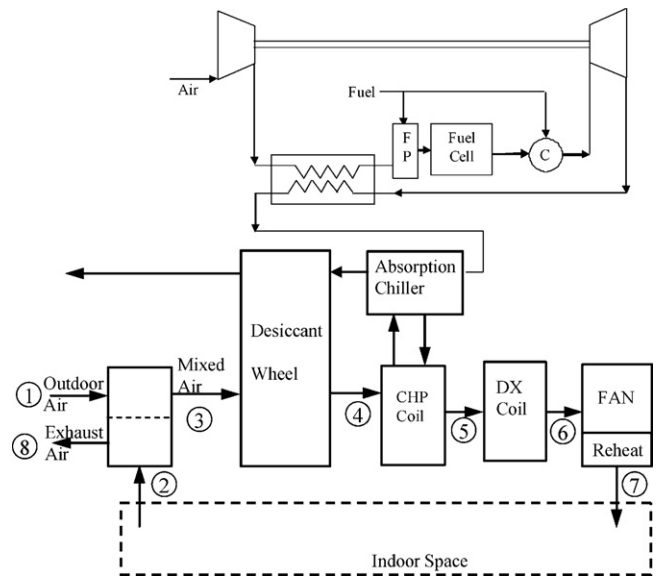 Air
Fuel
F
P
Fuel
Cell
C
Absorption
Chiller
Desiccant
Wheel
Mixed
Air
1
Outdoor
Air
8
Exhaust
Air
3
2
4
CHP
Coil
5
DX
Coil
6
FAN
Reheat
7
Indoor Space